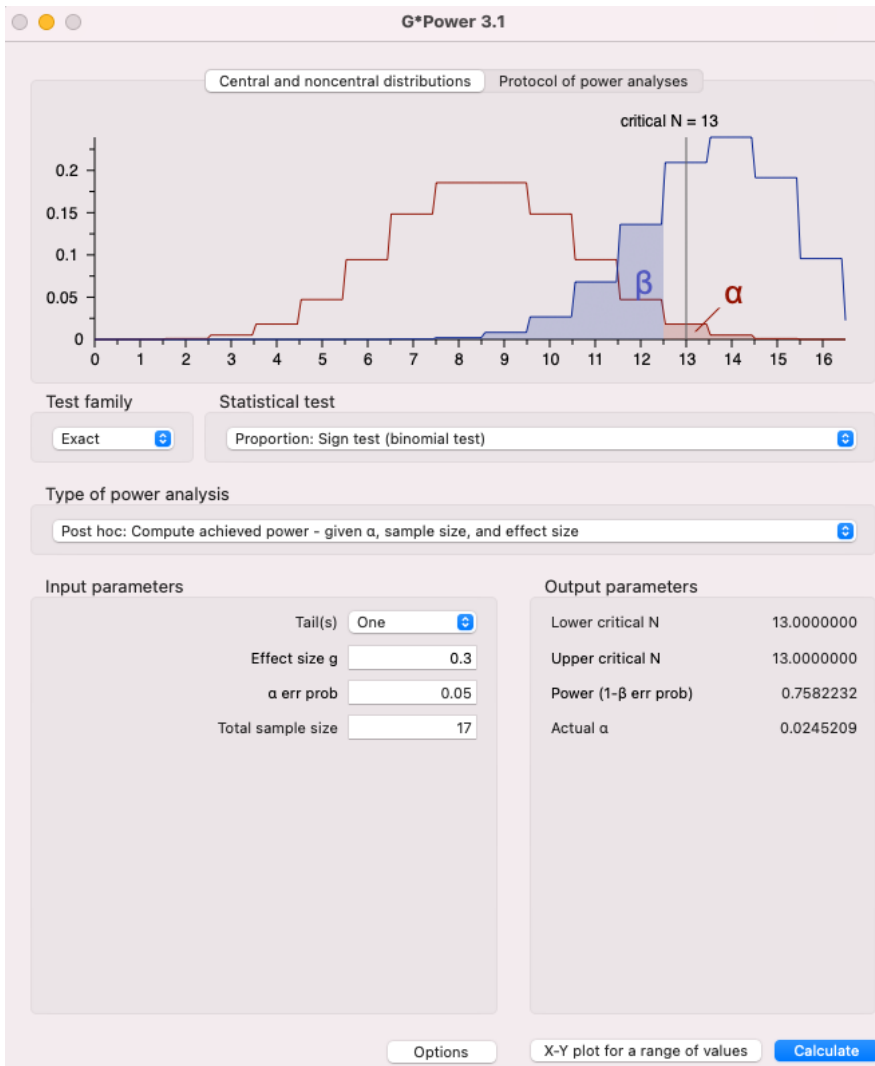 G*Power 3.1
Central and noncentral distributions Protocol of power analyses
critical N = 13
0.2
0.15
0.1
0.05
0
β
α
0 1 2 3 4 5 6 7 8 9 10 11 12 13 14 15 16
Test family Statistical test
Exact Proportion: Sign test (binomial test)
Type of power analysis
Post hoc: Compute achieved power - given α, sample size, and effect size
Input parameters Output parameters
Tail(s) One Lower critical N 13.0000000
Effect size g 0.3 Upper critical N 13.0000000
α err prob 0.05 Power (1-β err prob) 0.7582232
Total sample size 17 Actual α 0.0245209
Options X-Y plot for a range of values Calculate